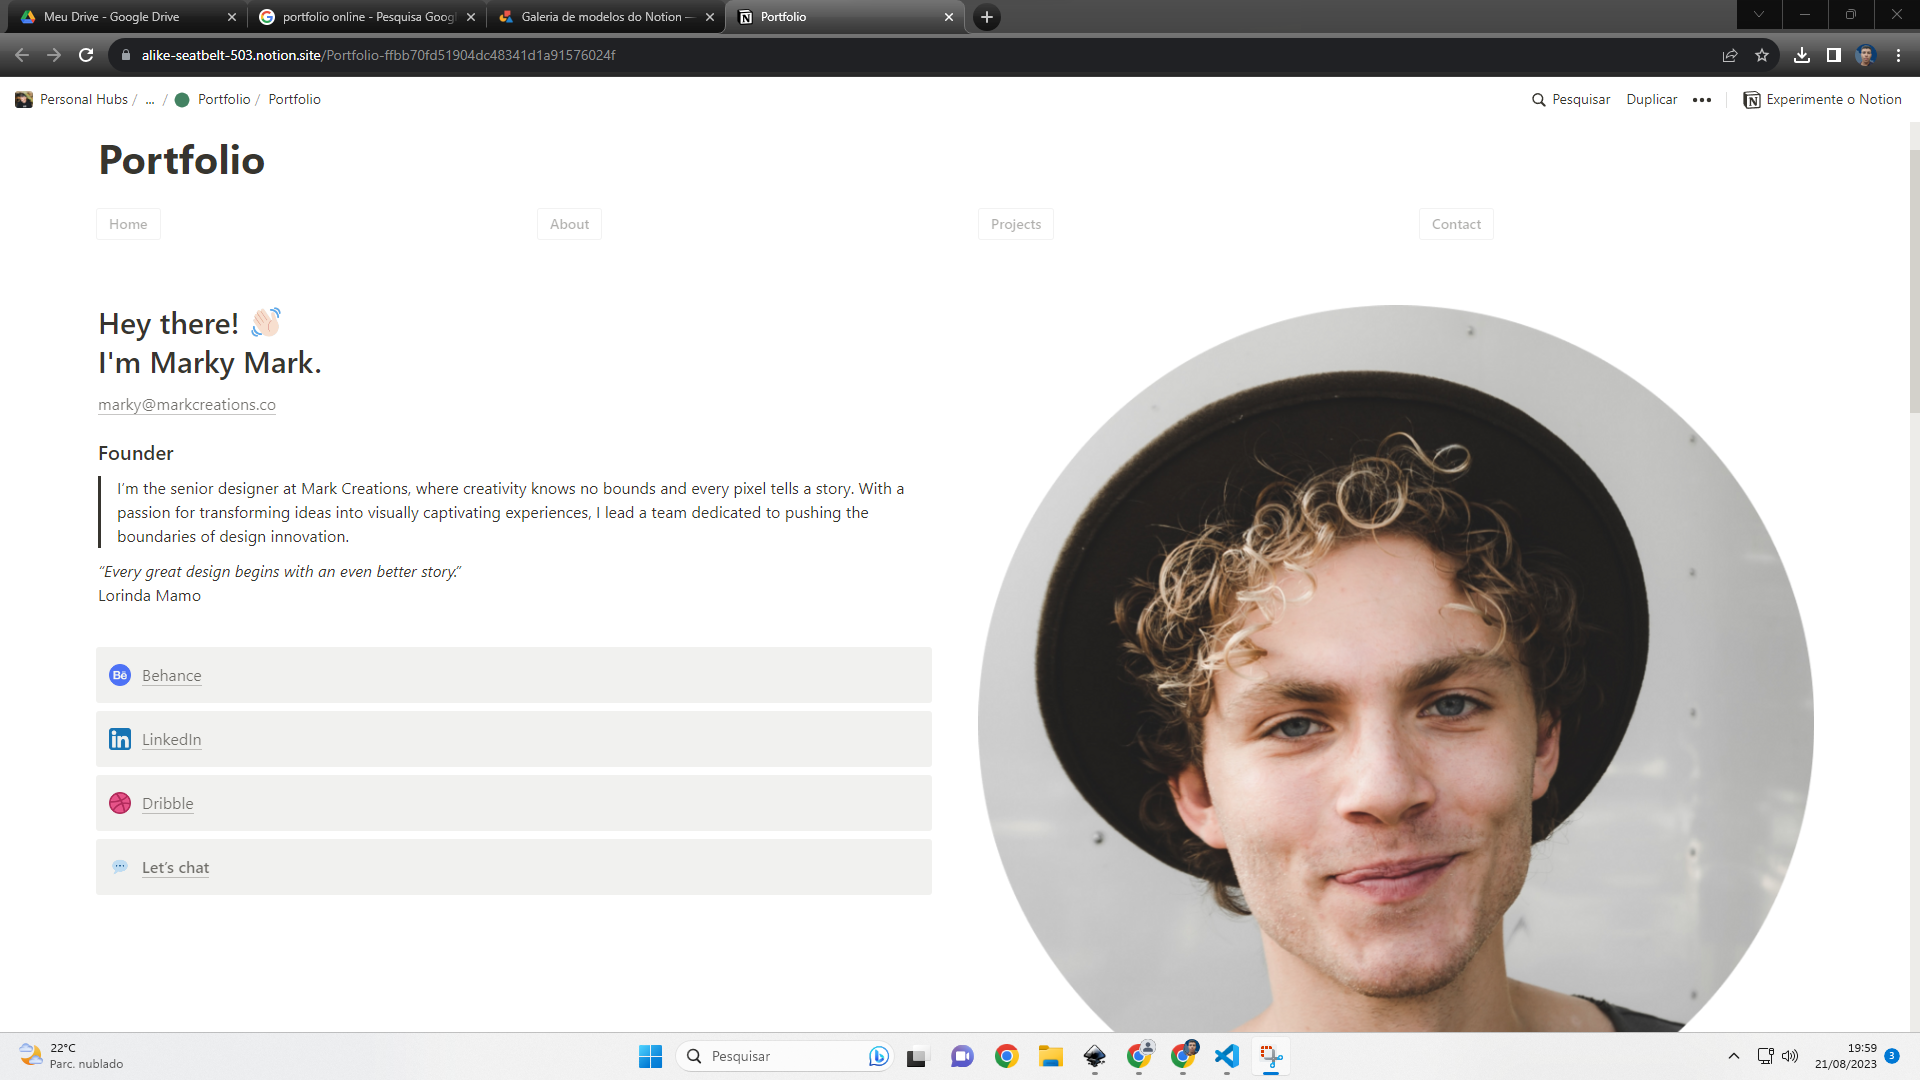 Meu Drive - Google Drive
portfolio online - Pesquisa Goog
Galeria de modelos do Notion —
Portfolio
alike-seatbelt-503.notion.site/Portfolio-ffbb70fd51904dc48341d1a91576024f
Personal Hubs / ... / Portfolio / Portfolio
Pesquisar
Duplicar
Experimente o Notion
Portfolio
Home
About
Projects
Contact
Hey there! 👋🏻
I'm Marky Mark.
marky@markcreations.co
Founder
I’m the senior designer at Mark Creations, where creativity knows no bounds and every pixel tells a story. With a
passion for transforming ideas into visually captivating experiences, I lead a team dedicated to pushing the
boundaries of design innovation.
“Every great design begins with an even better story.”
Lorinda Mamo
Bē Behance
in LinkedIn
Dribble
Let’s chat
22°C
Parc. nublado
Pesquisar
19:59
21/08/2023
3